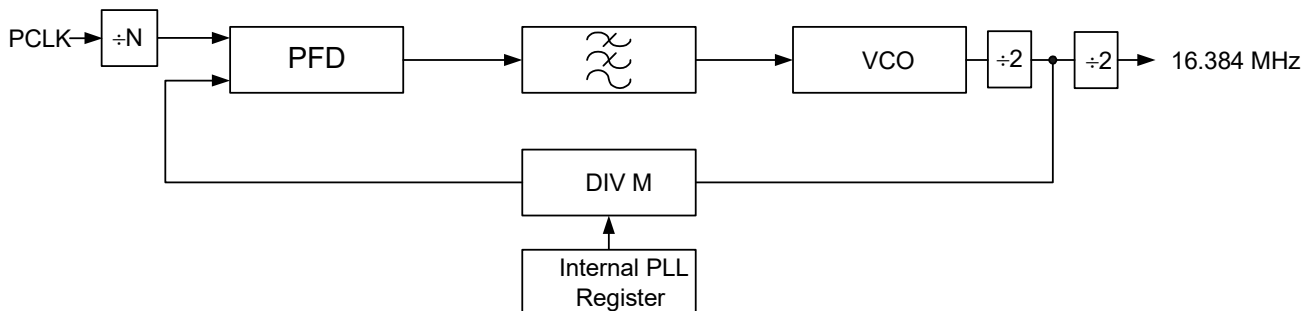 PCLK
÷N
PFD
VCO
÷2
÷2
16.384 MHz
DIV M
Internal PLL
Register